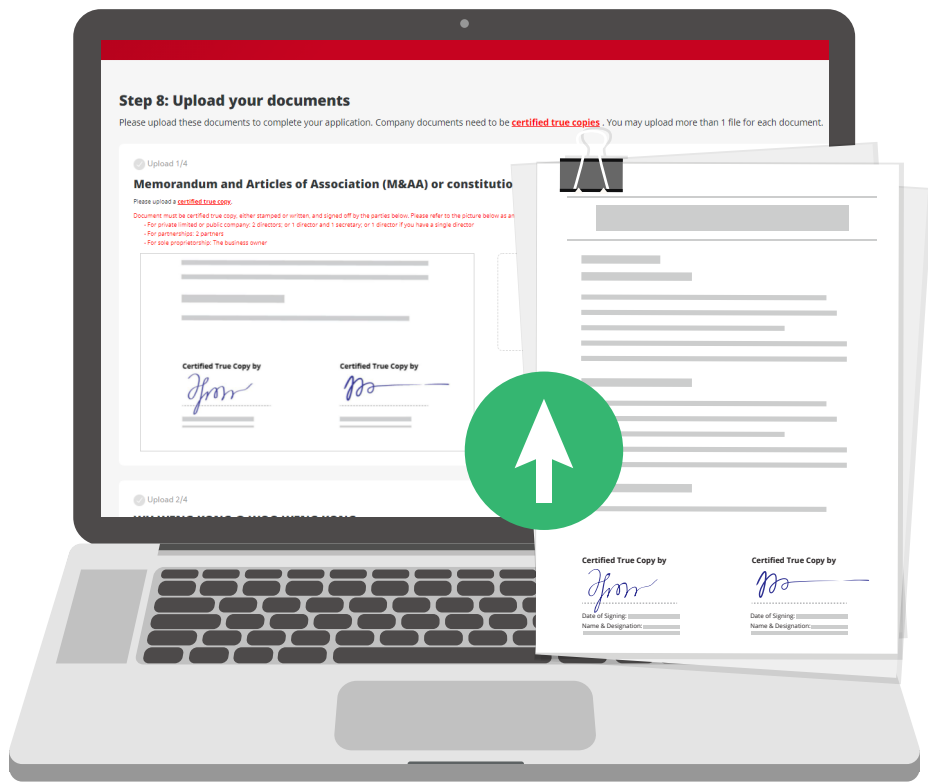 Step 8: Upload your documents
Please upload these documents to complete your application. Company documents need to be certified true copies . You may upload more than 1 file for each document.
Upload 1/4
Memorandum and Articles of Association (M&AA) or constitutio
Please upload a certified true copy.
Document must be certified true copy, either stamped or written, and signed off by the parties below. Please refer to the picture below as an
- For private limited or public company: 2 directors; or 1 director and 1 secretary; or 1 director if you have a single director
- For partnerships: 2 partners
- For sole proprietorship: The business owner
Certified True Copy by
Certified True Copy by
Upload 2/4
Certified True Copy by
Certified True Copy by
Date of Signing:
Date of Signing:
Name & Designation:
Name & Designation: